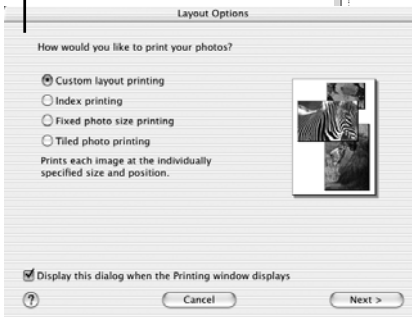 Layout Options
How would you like to print your photos?
Custom layout printing
Index printing
Fixed photo size printing
Tiled photo printing
Prints each image at the individually
specified size and position.
Display this dialog when the Printing window displays
?
Cancel
Next >